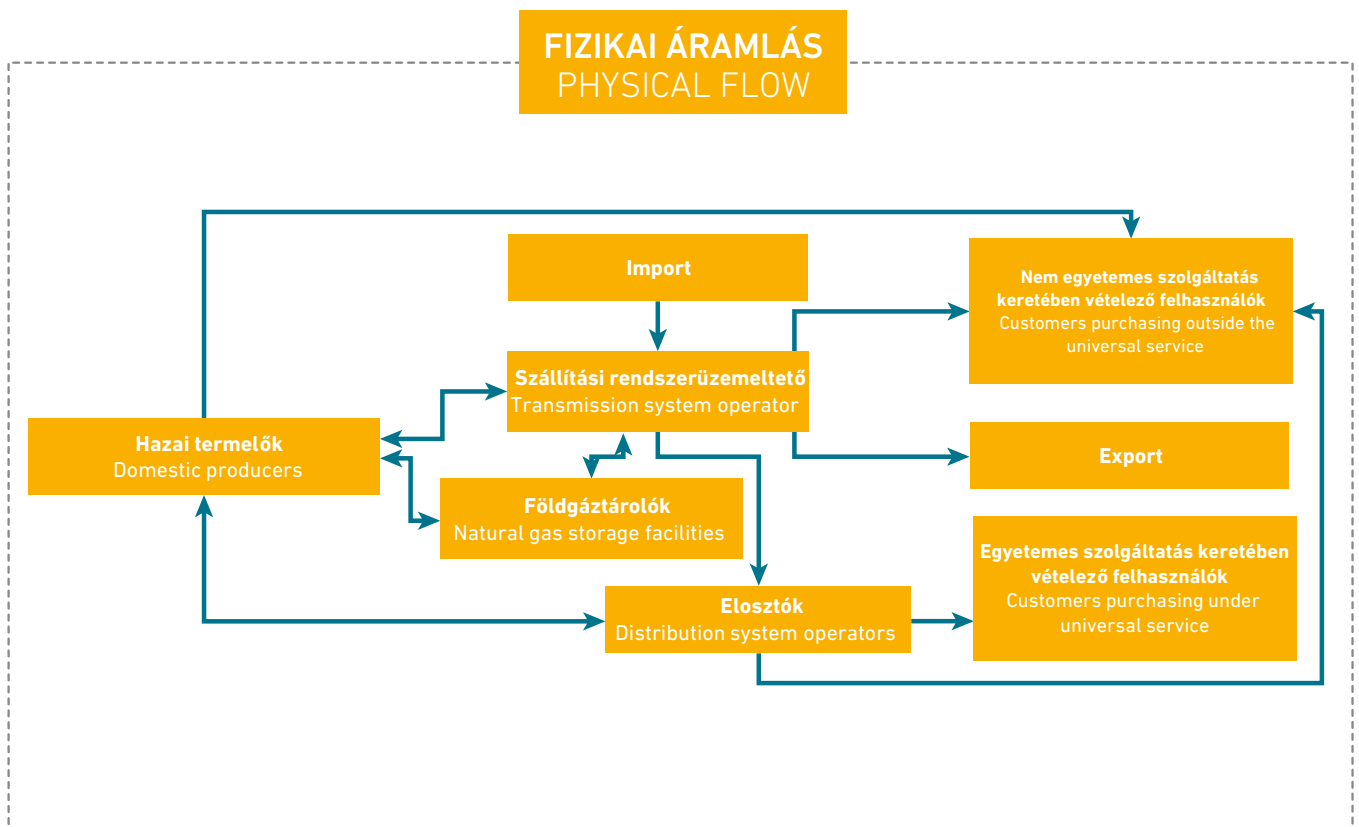 FIZIKAI ÁRAMLÁS
PHYSICAL FLOW
Import
Nem egyetemes szolgáltatás
keretében vételező felhasználók
Customers purchasing outside the
universal service
Szállítási rendszerüzemeltető
Transmission system operator
Hazai termelők
Domestic producers
Export
Földgáztárolók
Natural gas storage facilities
Egyetemes szolgáltatás keretében
vételező felhasználók
Customers purchasing under
universal service
Elosztók
Distribution system operators